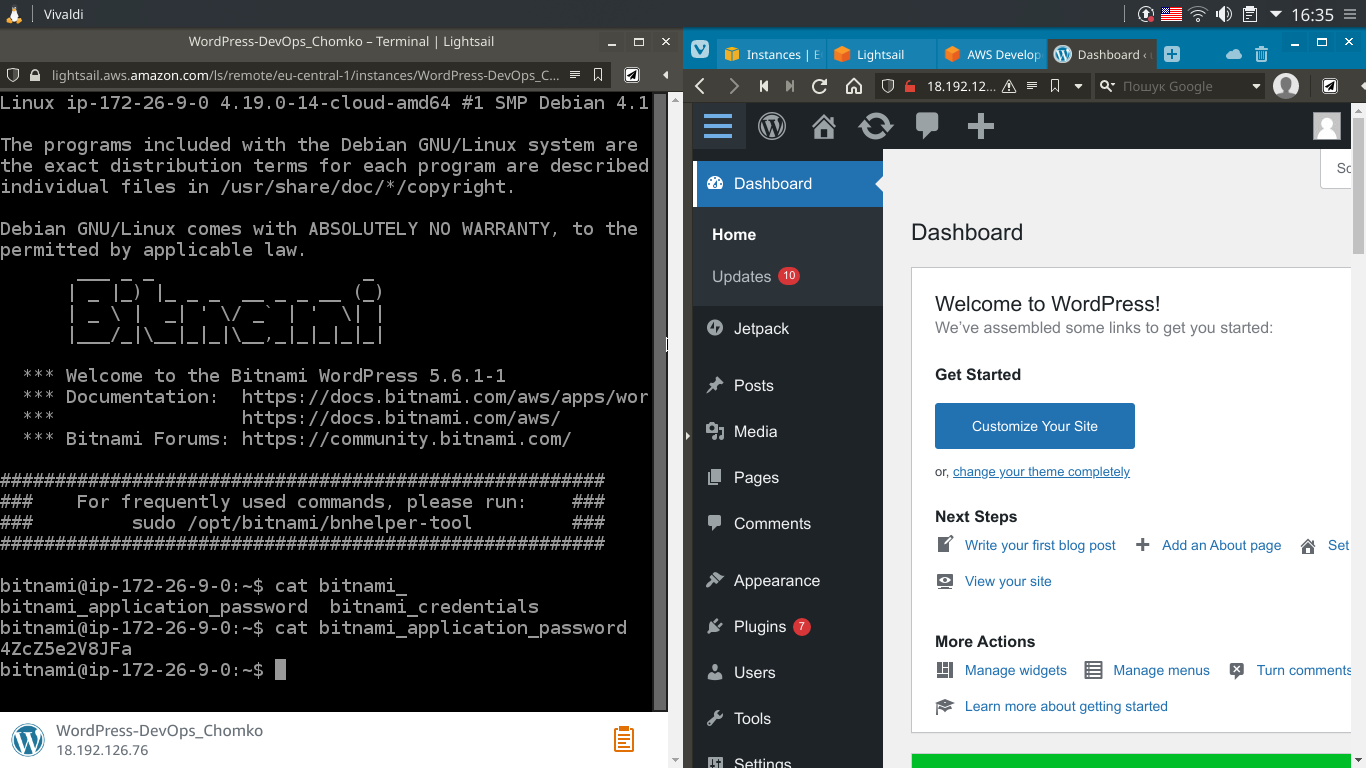 Vivaldi
16:35
WordPress-DevOps_Chomko – Terminal | Lightsail
lightsail.aws.amazon.com/ls/remote/eu-central-1/instances/WordPress-DevOps_C...
Linux ip-172-26-9-0 4.19.0-14-cloud-amd64 #1 SMP Debian 4.1
The programs included with the Debian GNU/Linux system are
the exact distribution terms for each program are described
individual files in /usr/share/doc/*/copyright.
Debian GNU/Linux comes with ABSOLUTELY NO WARRANTY, to the
permitted by applicable law.
Bitnami
*** Welcome to the Bitnami WordPress 5.6.1-1
*** Documentation:  https://docs.bitnami.com/aws/apps/wor
***                 https://docs.bitnami.com/aws/
*** Bitnami Forums: https://community.bitnami.com/
#######################################################
###    For frequently used commands, please run:    ###
###         sudo /opt/bitnami/bnhelper-tool         ###
#######################################################
bitnami@ip-172-26-9-0:~$ cat bitnami_
bitnami_application_password  bitnami_credentials
bitnami@ip-172-26-9-0:~$ cat bitnami_application_password
4ZcZ5e2V8JFa
bitnami@ip-172-26-9-0:~$
WordPress-DevOps_Chomko
18.192.126.76
Instances | E
Lightsail
AWS Develop
Dashboard ‹
18.192.12...
Пошук Google
Dashboard
Home
Updates 10
Jetpack
Posts
Media
Pages
Comments
Appearance
Plugins 7
Users
Tools
Settings
Sc
Dashboard
Welcome to WordPress!
We've assembled some links to get you started:
Get Started
Customize Your Site
or, change your theme completely
Next Steps
Write your first blog post
Add an About page
Set
View your site
More Actions
Manage widgets
Manage menus
Turn comments
Learn more about getting started